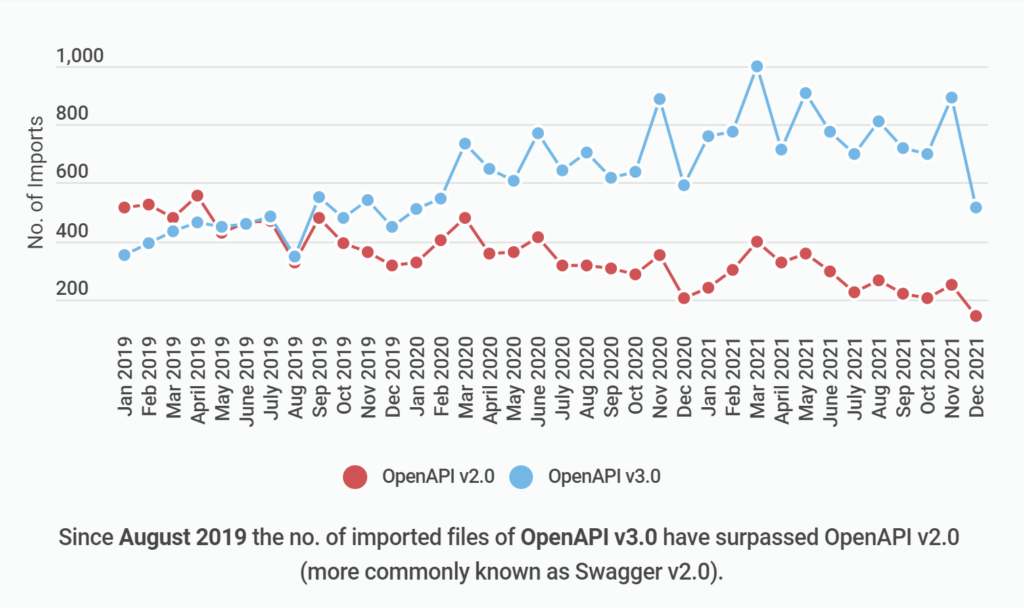 1,000
800
600
400
200
No. of Imports
Jan 2019
Feb 2019
Mar 2019
April 2019
May 2019
June 2019
July 2019
Aug 2019
Sep 2019
Oct 2019
Nov 2019
Dec 2019
Jan 2020
Feb 2020
Mar 2020
April 2020
May 2020
June 2020
July 2020
Aug 2020
Sep 2020
Oct 2020
Nov 2020
Dec 2020
Jan 2021
Feb 2021
Mar 2021
April 2021
May 2021
June 2021
July 2021
Aug 2021
Sep 2021
Oct 2021
Nov 2021
Dec 2021
OpenAPI v2.0
OpenAPI v3.0
Since August 2019 the no. of imported files of OpenAPI v3.0 have surpassed OpenAPI v2.0
(more commonly known as Swagger v2.0).